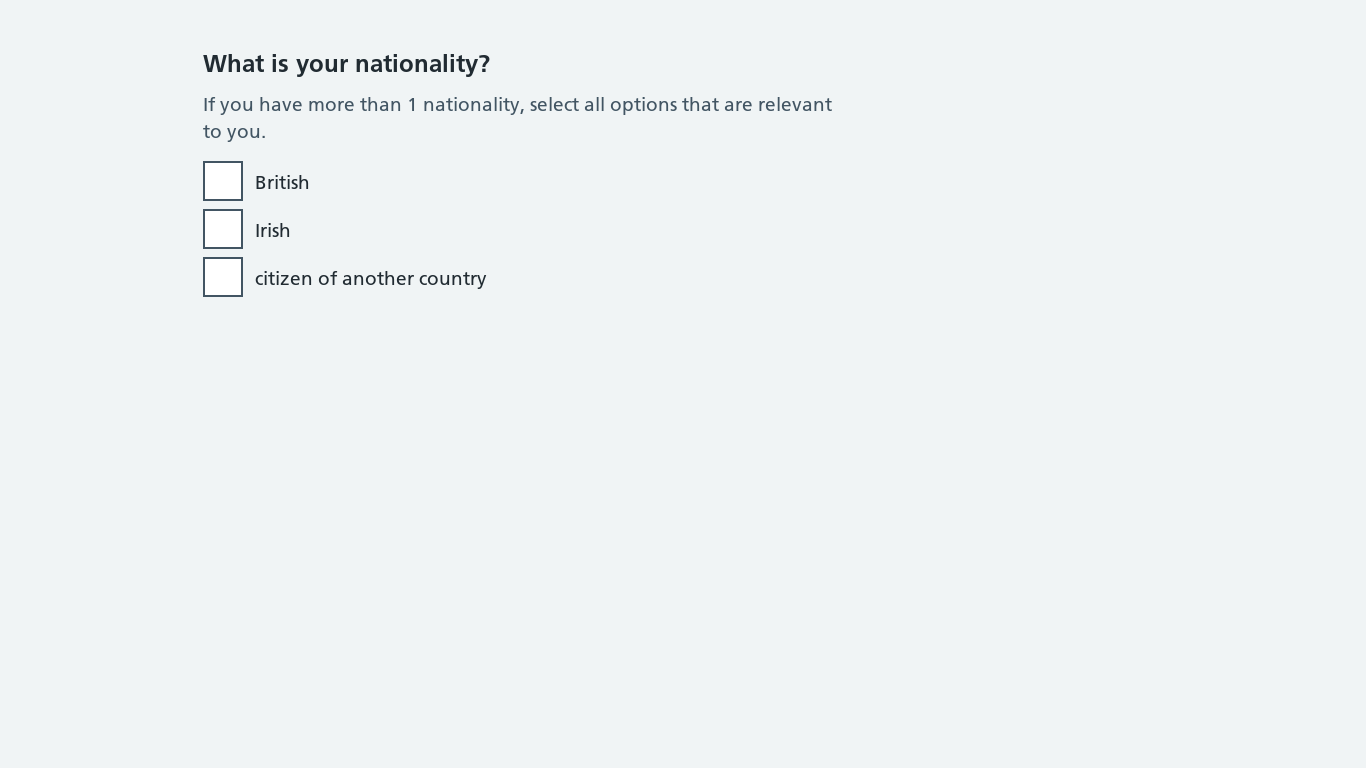 What is your nationality?
If you have more than 1 nationality, select all options that are relevant
to you.
British
Irish
citizen of another country